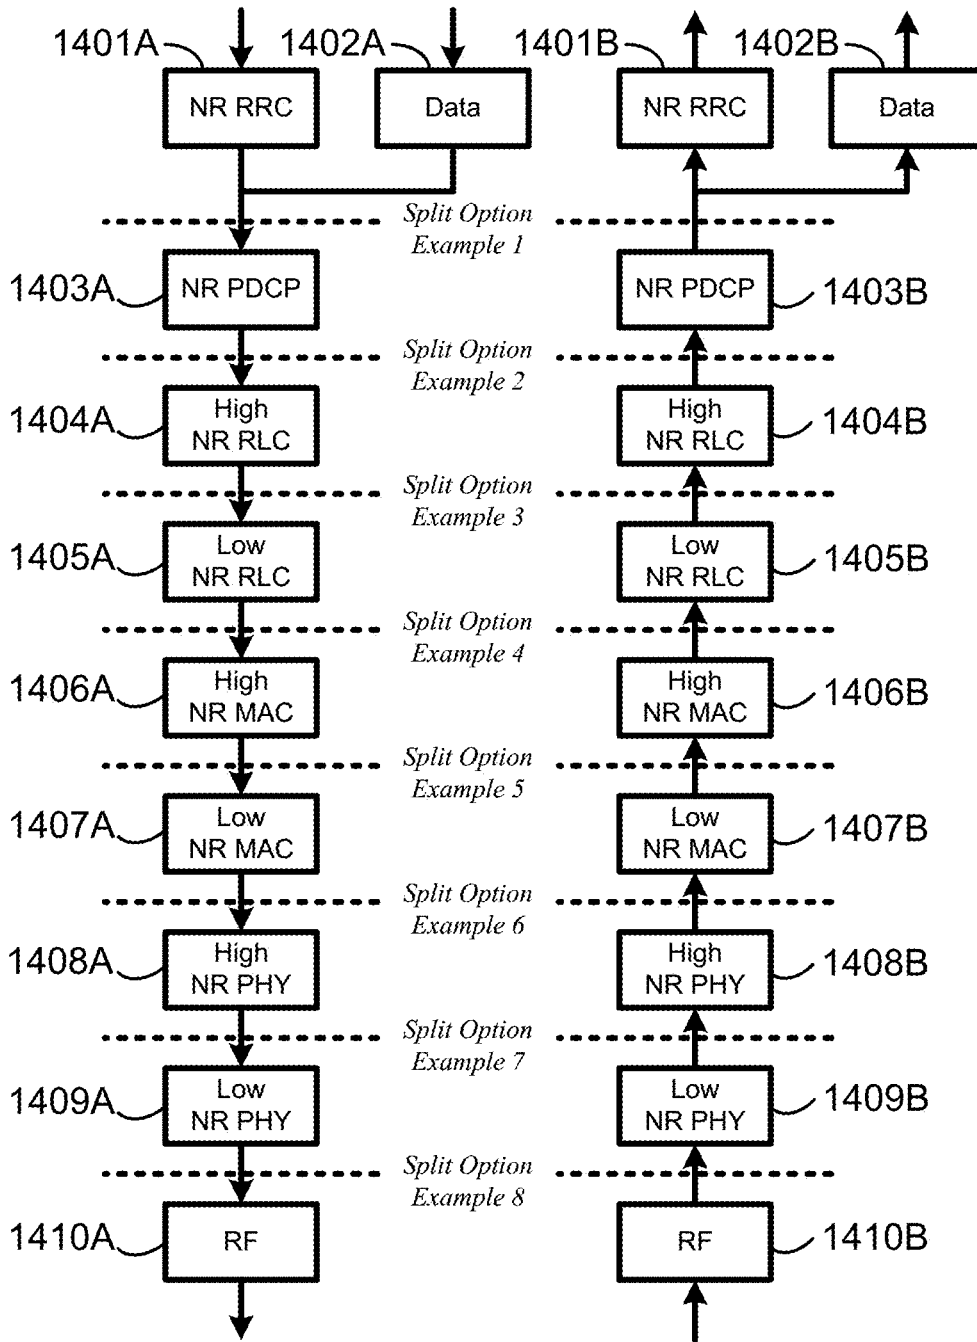 1401A
1402A
1401B
1402B
NR RRC
Data
NR RRC
Data
Split Option
Example 1
1403A
NR PDCP
NR PDCP
1403B
Split Option
Example 2
1404A
High
NR RLC
High
NR RLC
1404B
Split Option
Example 3
1405A
Low
NR RLC
Low
NR RLC
1405B
Split Option
Example 4
1406A
High
NR MAC
High
NR MAC
1406B
Split Option
Example 5
1407A
Low
NR MAC
Low
NR MAC
1407B
Split Option
Example 6
1408A
High
NR PHY
High
NR PHY
1408B
Split Option
Example 7
1409A
Low
NR PHY
Low
NR PHY
1409B
Split Option
Example 8
1410A
RF
RF
1410B